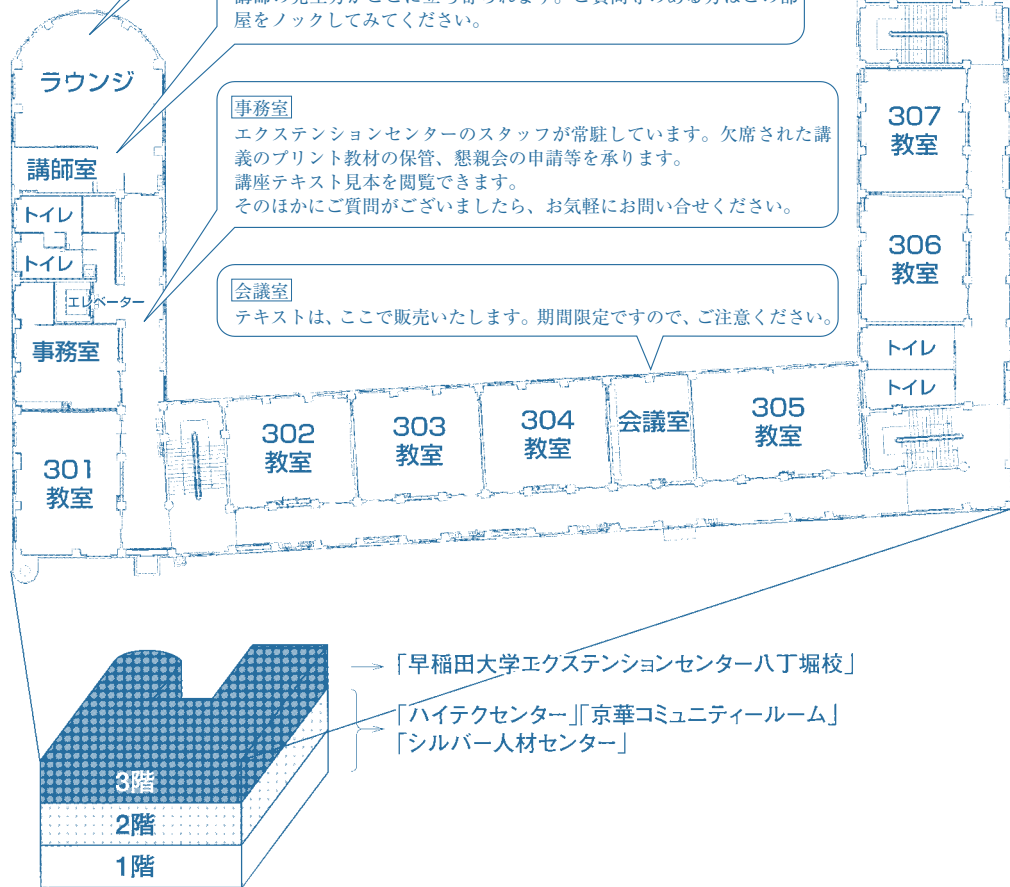 屋をノックしてみてください。
ラウンジ
講師室
トイレ
トイレ
エレベーター
事務室
301
教室
事務室
エクステンションセンターのスタッフが常駐しています。欠席された講
義のプリント教材の保管、懇親会の申請等を承ります。
講座テキスト見本を閲覧できます。
そのほかにご質問がございましたら、お気軽にお問い合せください。
会議室
テキストは、ここで販売いたします。期間限定ですので、ご注意ください。
302
教室
303
教室
304
教室
会議室
305
教室
307
教室
306
教室
トイレ
トイレ
「早稲田大学エクステンションセンター八丁堀校」
「ハイテクセンター」「京華コミュニティールーム」
「シルバー人材センター」
3階
2階
1階